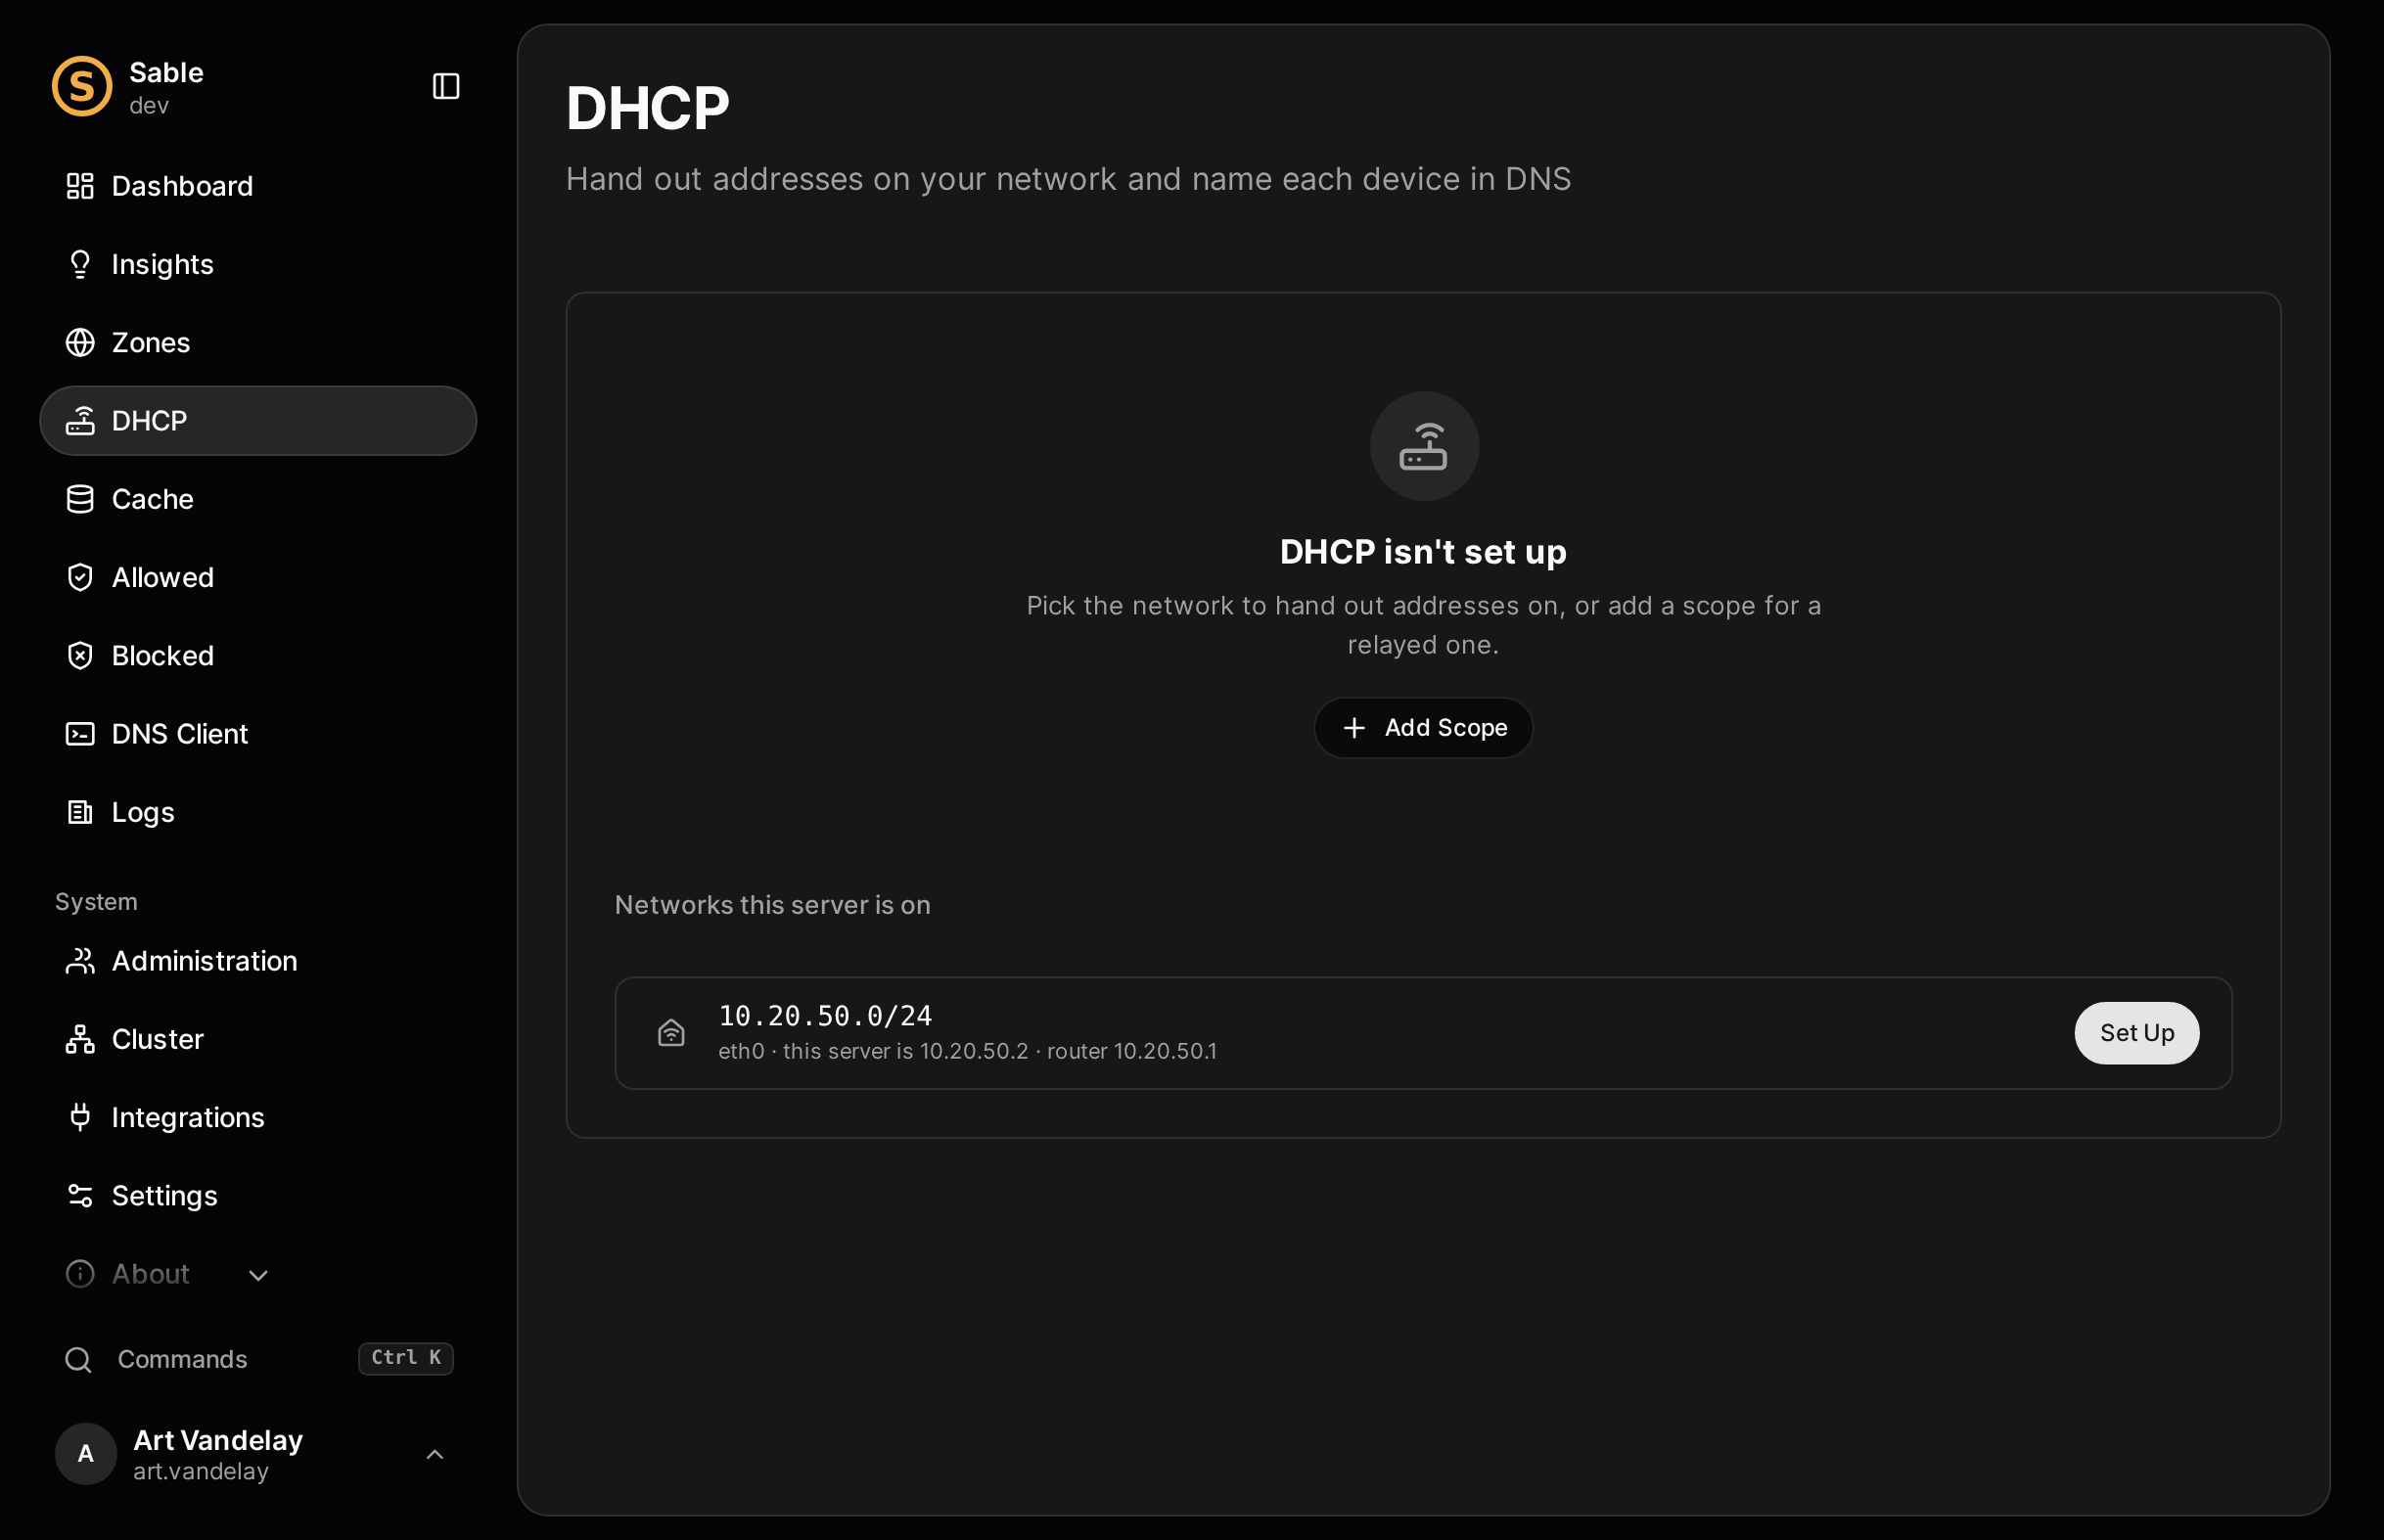 S
Sable
dev
Dashboard
Insights
Zones
DHCP
Cache
Allowed
Blocked
DNS Client
Logs
System
Administration
Cluster
Integrations
Settings
About
Commands
Ctrl K
A
Art Vandelay
art.vandelay
DHCP
Hand out addresses on your network and name each device in DNS
DHCP isn't set up
Pick the network to hand out addresses on, or add a scope for a
relayed one.
Add Scope
Networks this server is on
10.20.50.0/24
eth0 · this server is 10.20.50.2 · router 10.20.50.1
Set Up